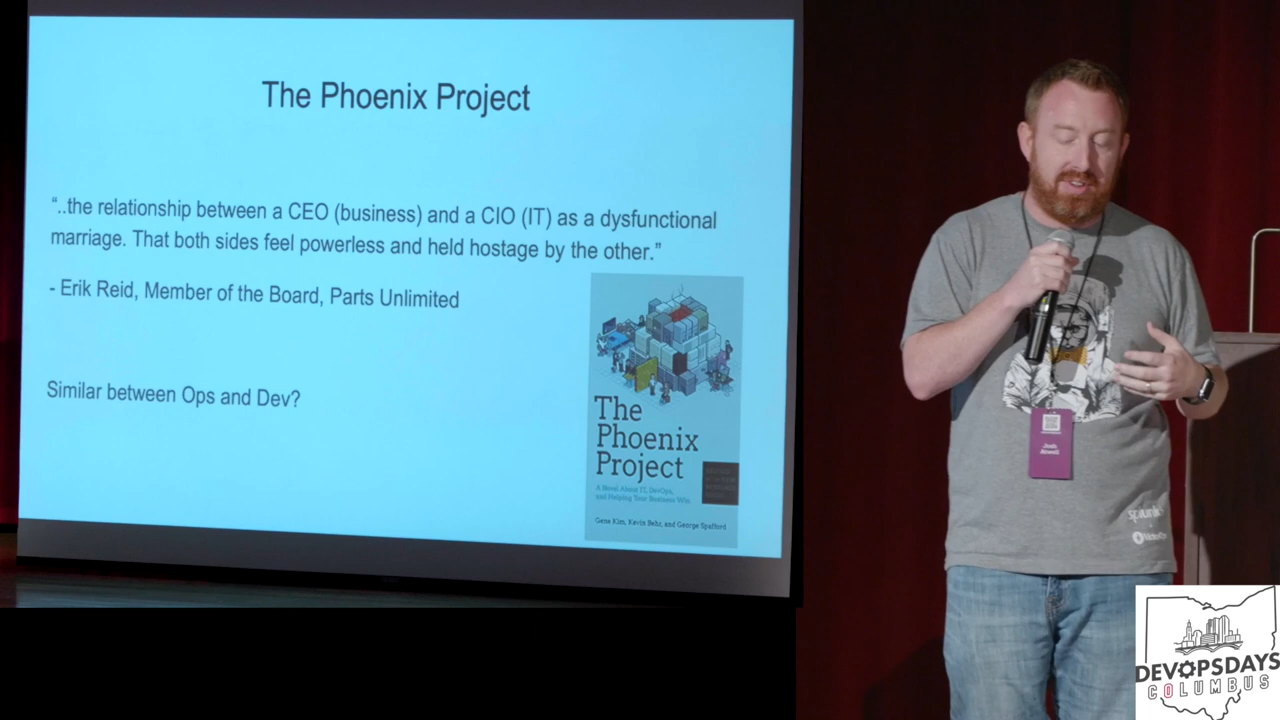 The Phoenix Project
“..the relationship between a CEO (business) and a CIO (IT) as a dysfunctional
marriage. That both sides feel powerless and held hostage by the other.”
- Erik Reid, Member of the Board, Parts Unlimited
Similar between Ops and Dev?
The
Phoenix
Project
A Novel About IT, DevOps,
and Helping Your Business Win
Gene Kim, Kevin Behr, and George Spafford
Josh
Atwell
splunk>
DEVOPSDAYS
COLUMBUS